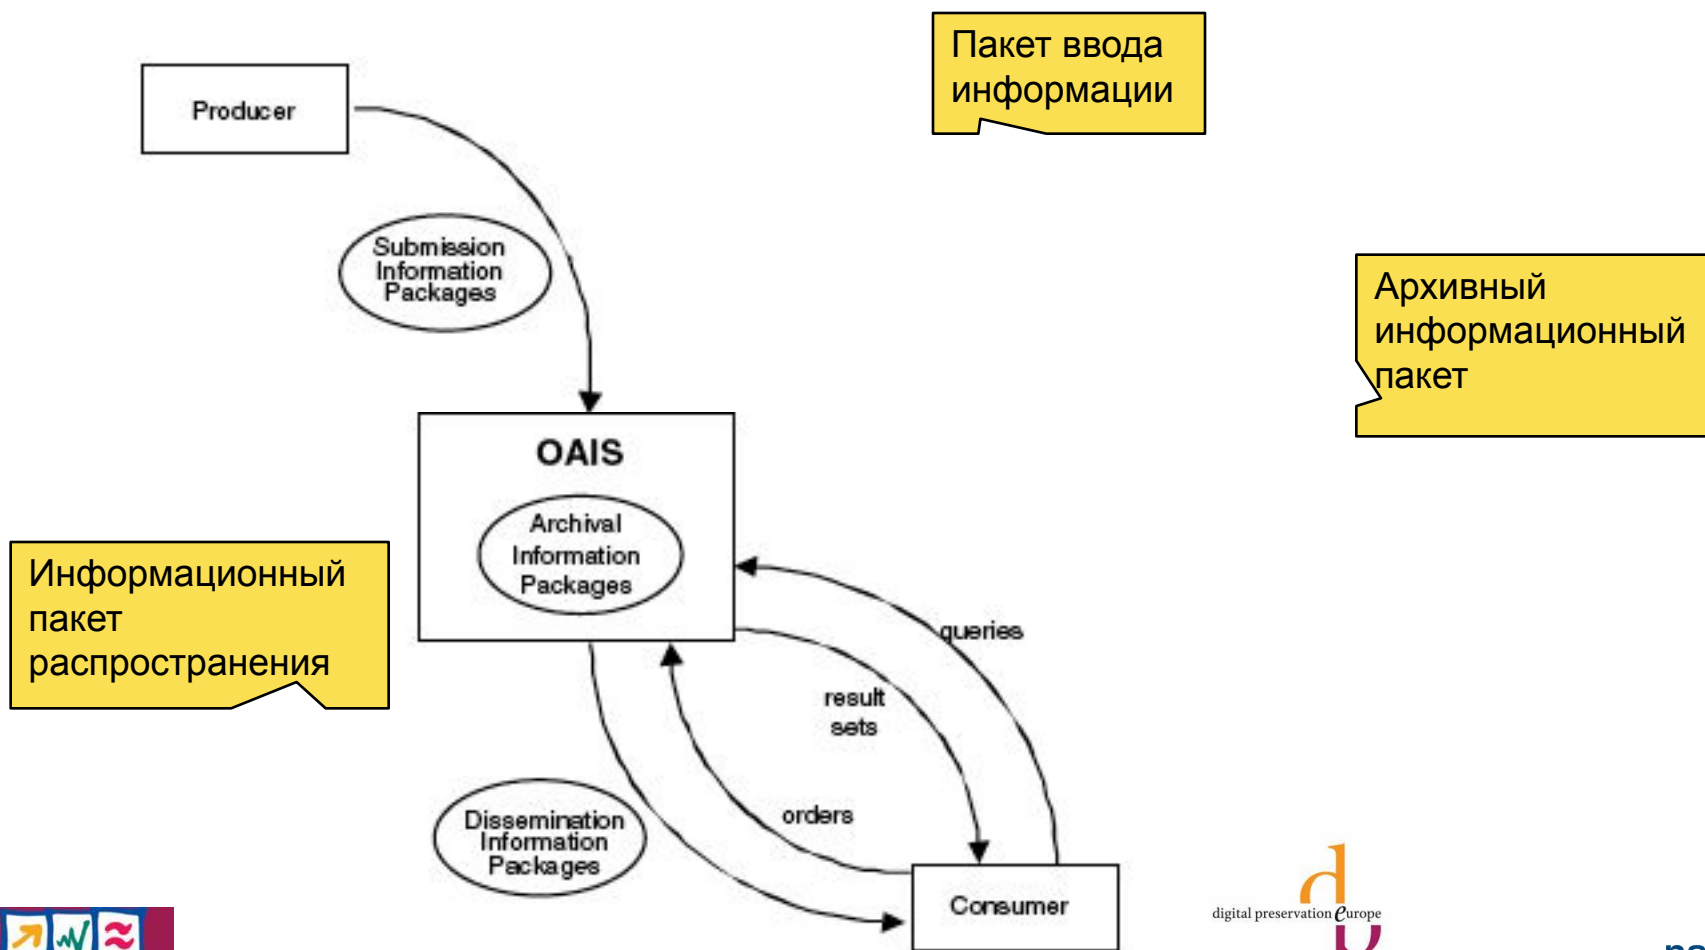 Пакет ввода
информации
Producer
Submission
Information
Packages
Архивный
информационный
пакет
OAIS
Archival
Information
Packages
Информационный
пакет
распространения
queries
result
sets
orders
Dissemination
Information
Packages
Consumer
digital preservation europe